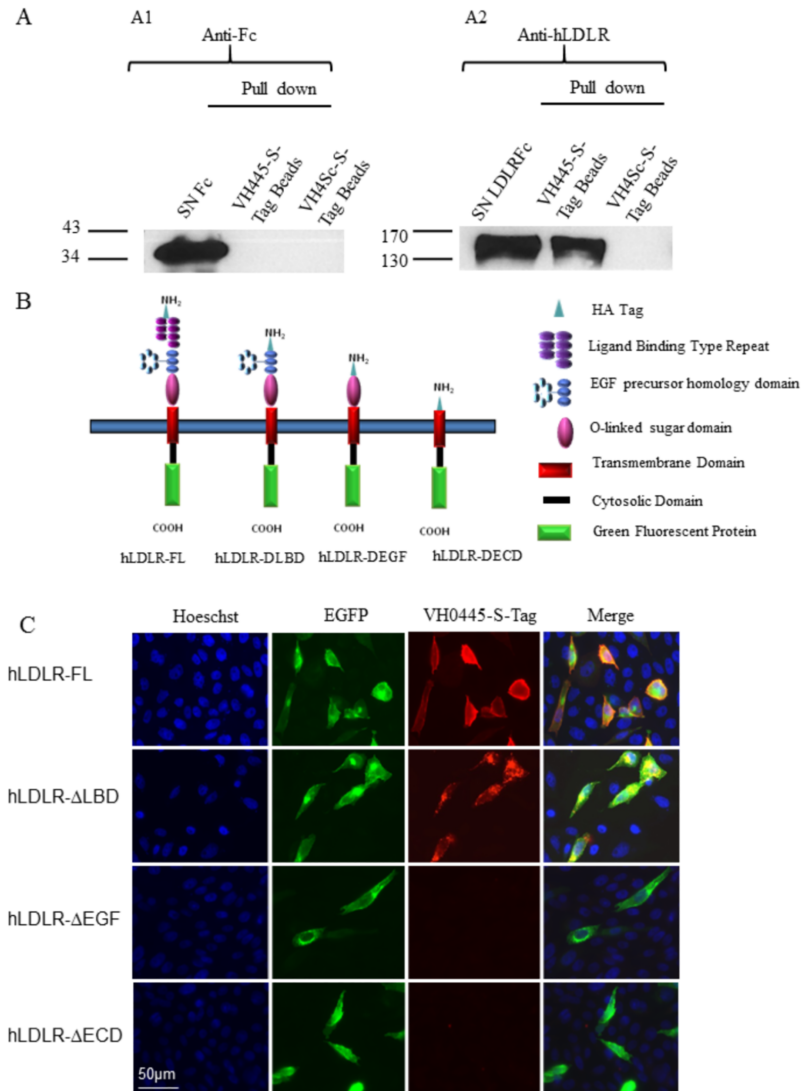 A
A1
A2
Anti-Fc
Anti-hLDLR
Pull down
Pull down
SN Fc
VH445-S-
Tag Beads
VH4Sc-S-
Tag Beads
SN LDLRFc
VH445-S-
Tag Beads
VH4Sc-S-
Tag Beads
43
34
170
130
B
NH2
NH2
NH2
NH2
COOH
COOH
COOH
COOH
hLDLR-FL
hLDLR-DLBD
hLDLR-DEGF
hLDLR-DECD
HA Tag
Ligand Binding Type Repeat
EGF precursor homology domain
O-linked sugar domain
Transmembrane Domain
Cytosolic Domain
Green Fluorescent Protein
C
Hoeschst
EGFP
VH0445-S-Tag
Merge
hLDLR-FL
hLDLR-ΔLBD
hLDLR-ΔEGF
hLDLR-ΔECD
50µm